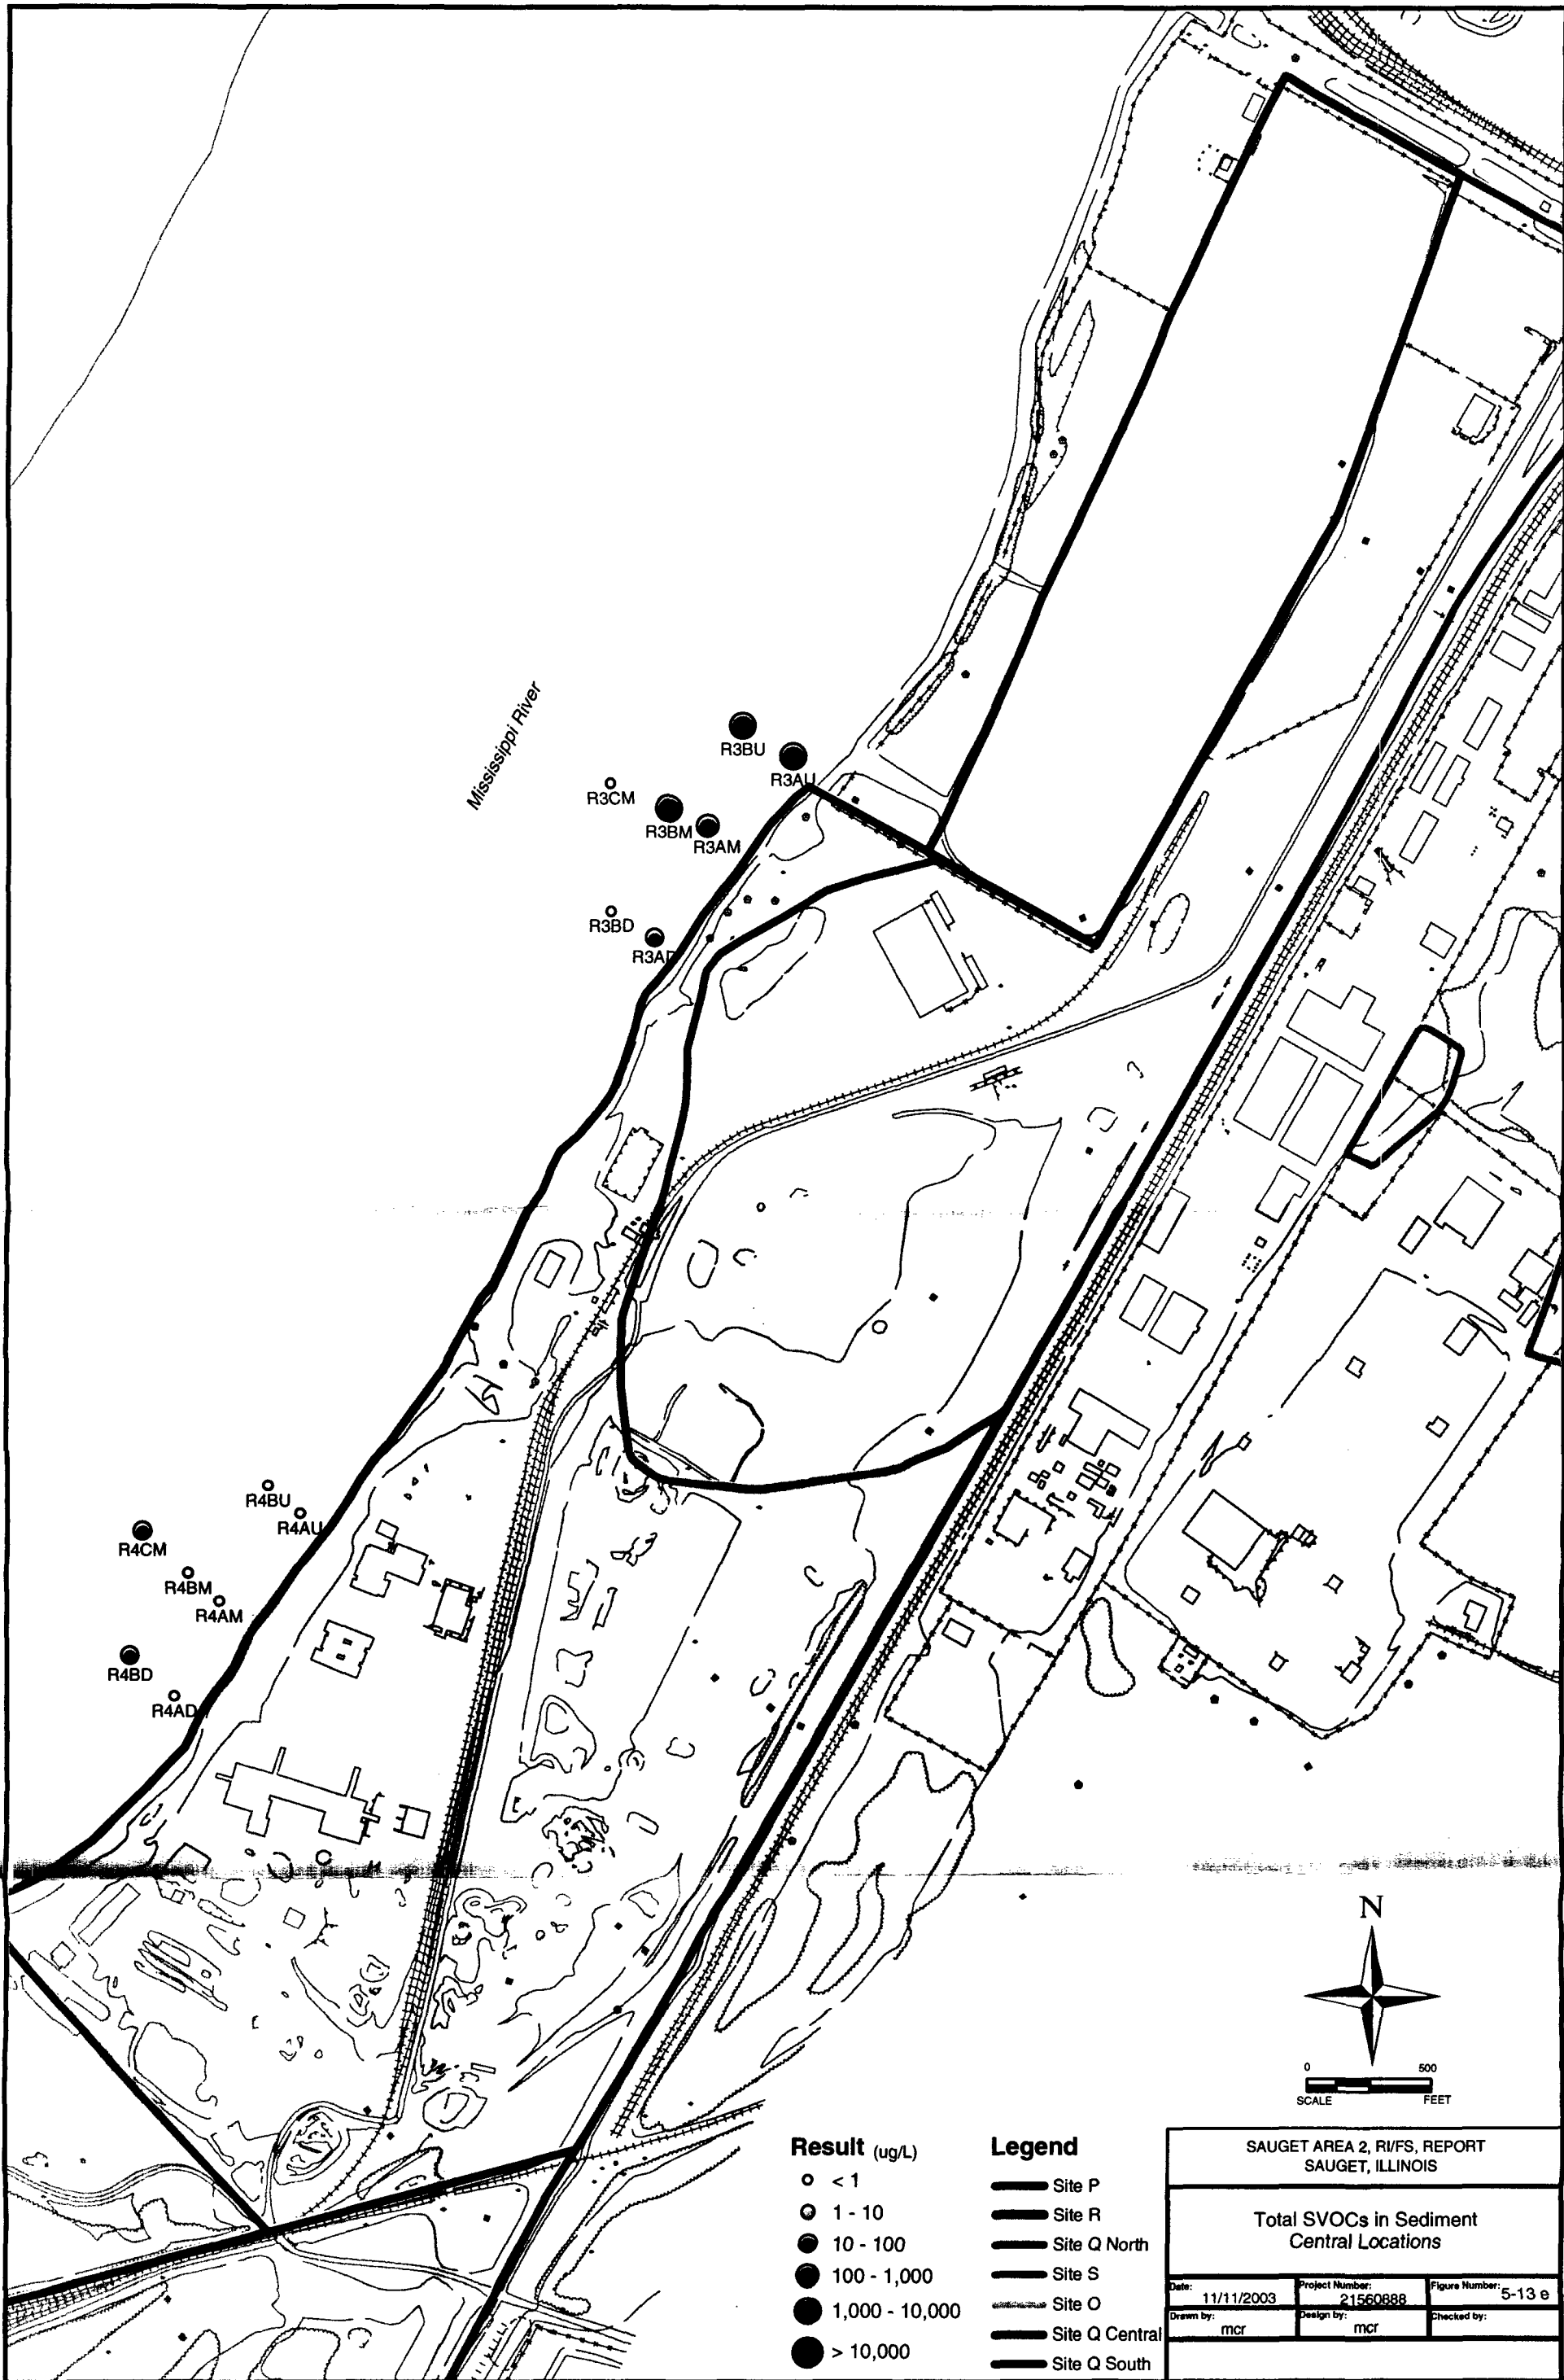 Mississippi River
R3BU
R3AU
R3CM
R3BM
R3AM
R3BD
R3AD
R4BU
R4AU
R4CM
R4BM
R4AM
R4BD
R4AD
N
0 500
SCALE FEET
Result (ug/L)
< 1
1 - 10
10 - 100
100 - 1,000
1,000 - 10,000
> 10,000
Legend
Site P
Site R
Site Q North
Site S
Site O
Site Q Central
Site Q South
SAUGET AREA 2, RI/FS, REPORT
SAUGET, ILLINOIS
Total SVOCs in Sediment
Central Locations
Date: 11/11/2003
Project Number: 21560888
Figure Number: 5-13 e
Drawn by: mcr
Design by: mcr
Checked by: